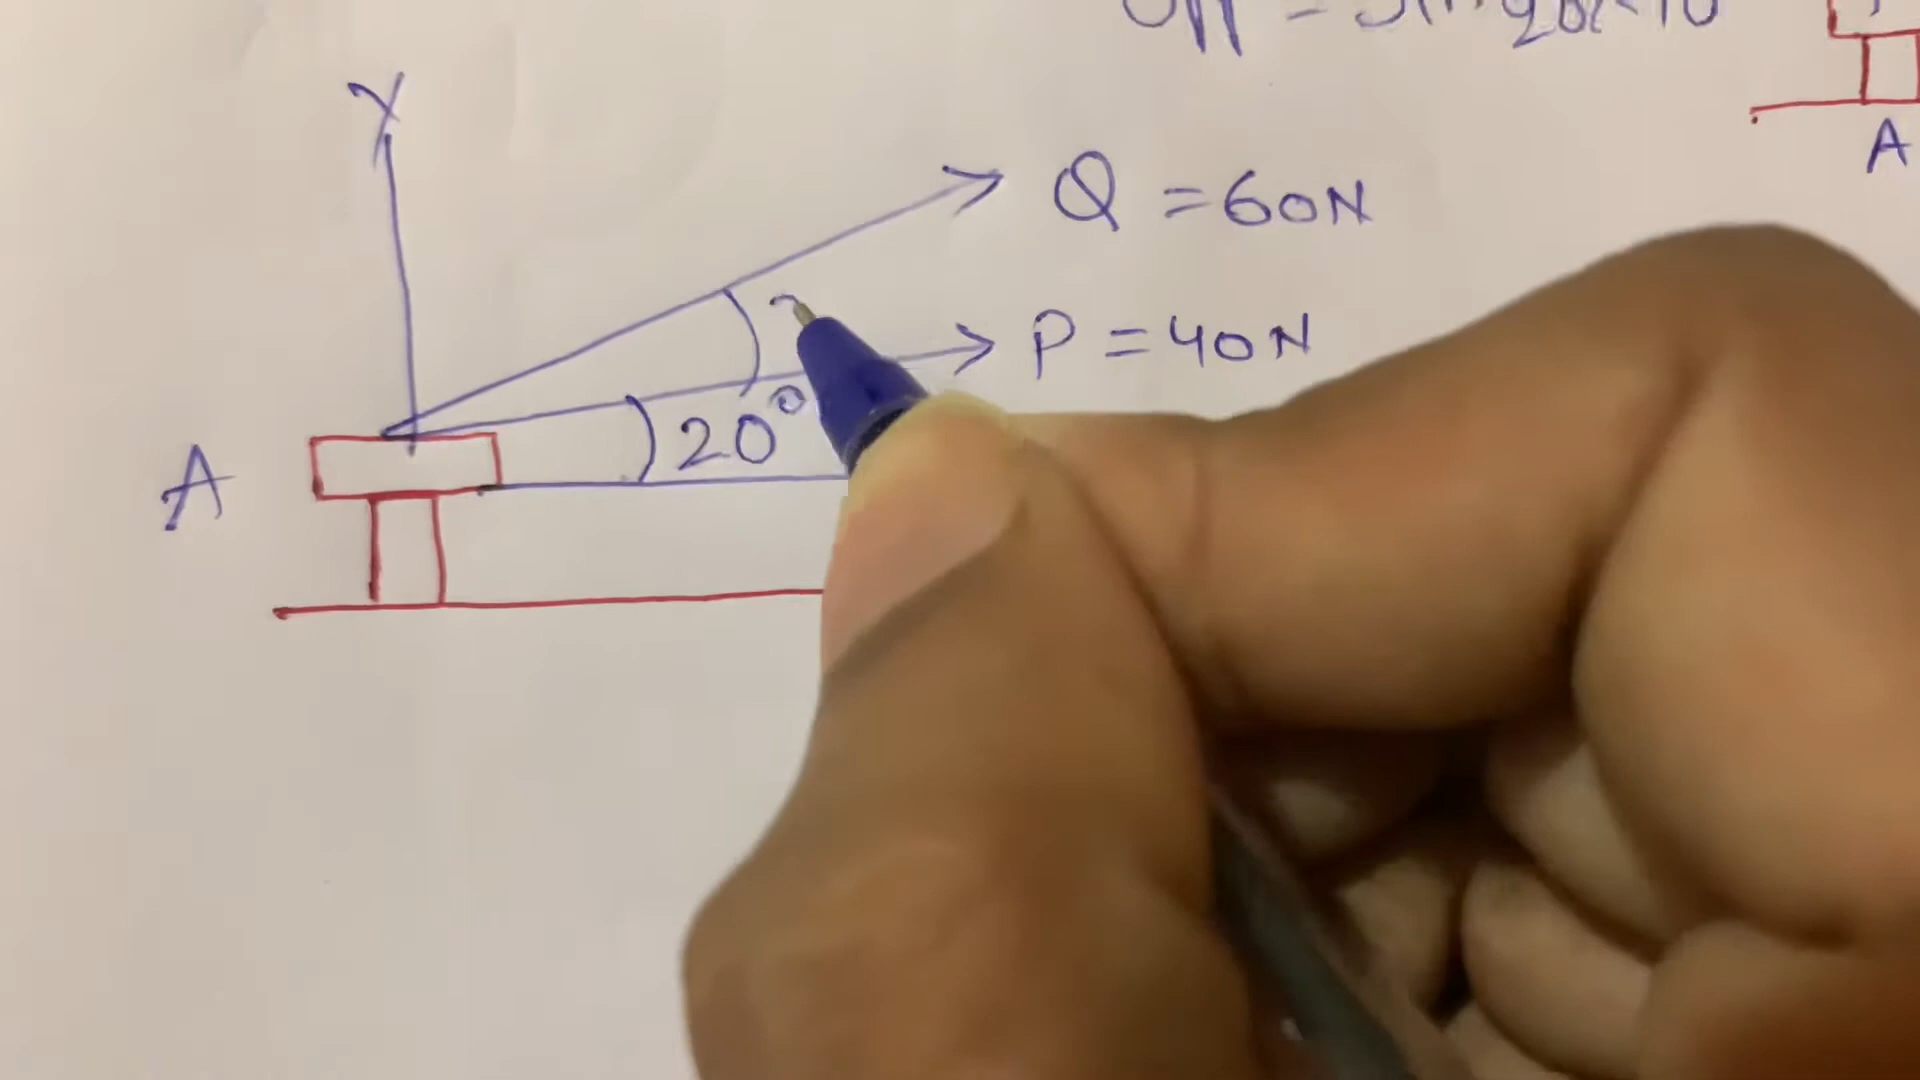 Y
A
Q = 60N
P = 40N
20°
A